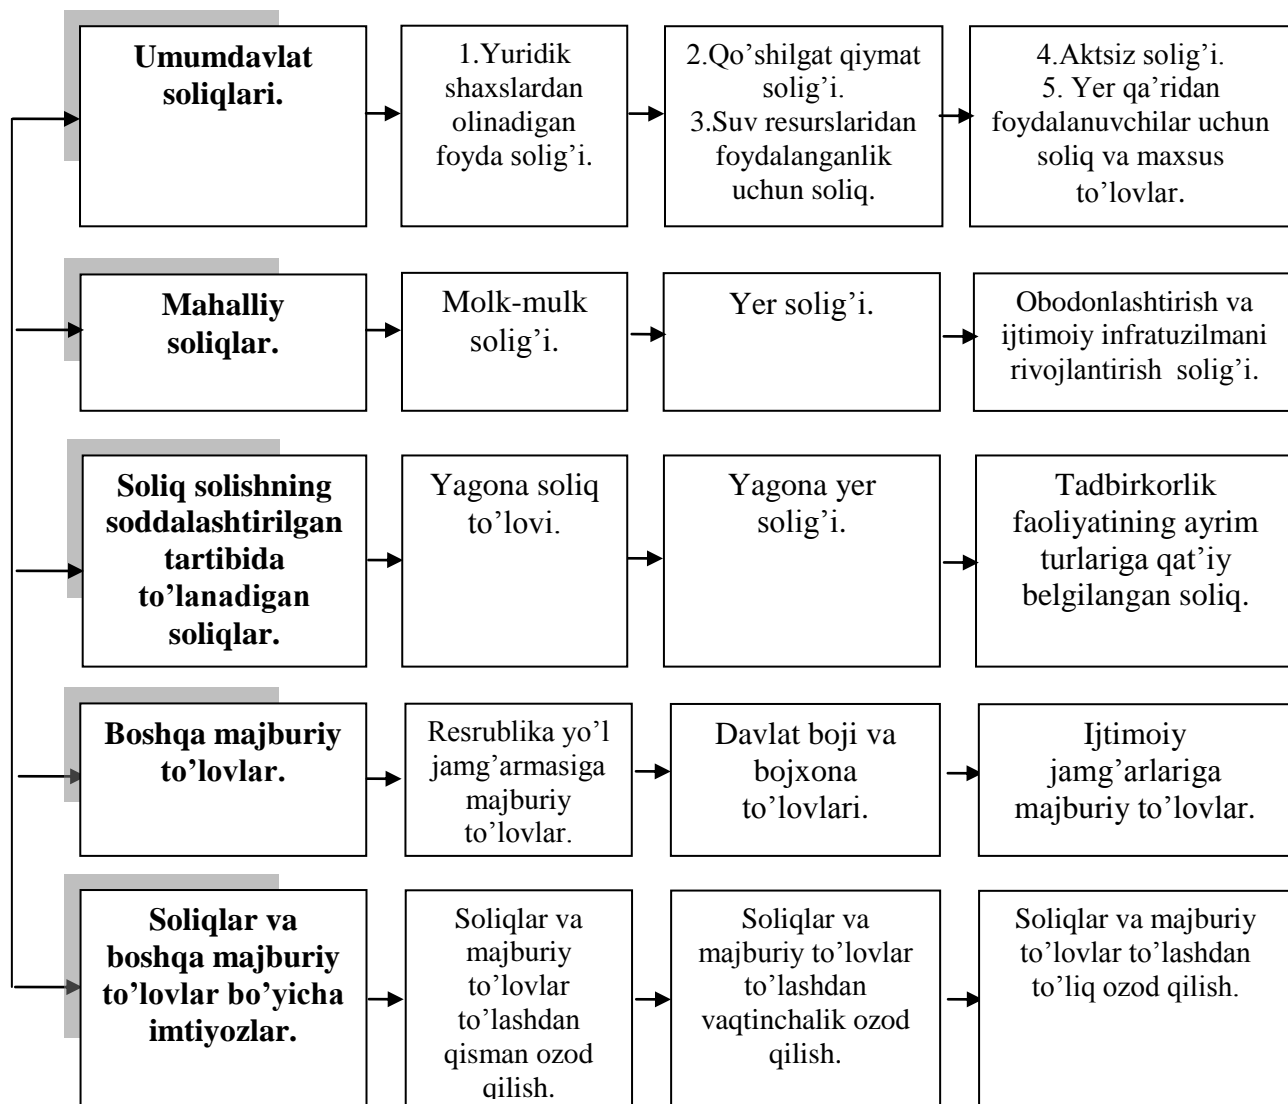 Umumdavlat
soliqlari.
1.Yuridik
shaxslardan
olinadigan
foyda solig’i.
2.Qo’shilgat qiymat
solig’i.
3.Suv resurslaridan
foydalanganlik
uchun soliq.
4.Aktsiz solig’i.
5. Yer qa’ridan
foydalanuvchilar uchun
soliq va maxsus
to’lovlar.
Mahalliy
soliqlar.
Molk-mulk
solig’i.
Yer solig’i.
Obodonlashtirish va
ijtimoiy infratuzilmani
rivojlantirish solig’i.
Soliq solishning
soddalashtirilgan
tartibida
to’lanadigan
soliqlar.
Yagona soliq
to’lovi.
Yagona yer
solig’i.
Tadbirkorlik
faoliyatining ayrim
turlariga qat’iy
belgilangan soliq.
Boshqa majburiy
to’lovlar.
Resrublika yo’l
jamg’armasiga
majburiy
to’lovlar.
Davlat boji va
bojxona
to’lovlari.
Ijtimoiy
jamg’arlariga
majburiy to’lovlar.
Soliqlar va
boshqa majburiy
to’lovlar bo’yicha
imtiyozlar.
Soliqlar va
majburiy
to’lovlar
to’lashdan
qisman ozod
qilish.
Soliqlar va
majburiy to’lovlar
to’lashdan
vaqtinchalik ozod
qilish.
Soliqlar va majburiy
to’lovlar to’lashdan
to’liq ozod qilish.